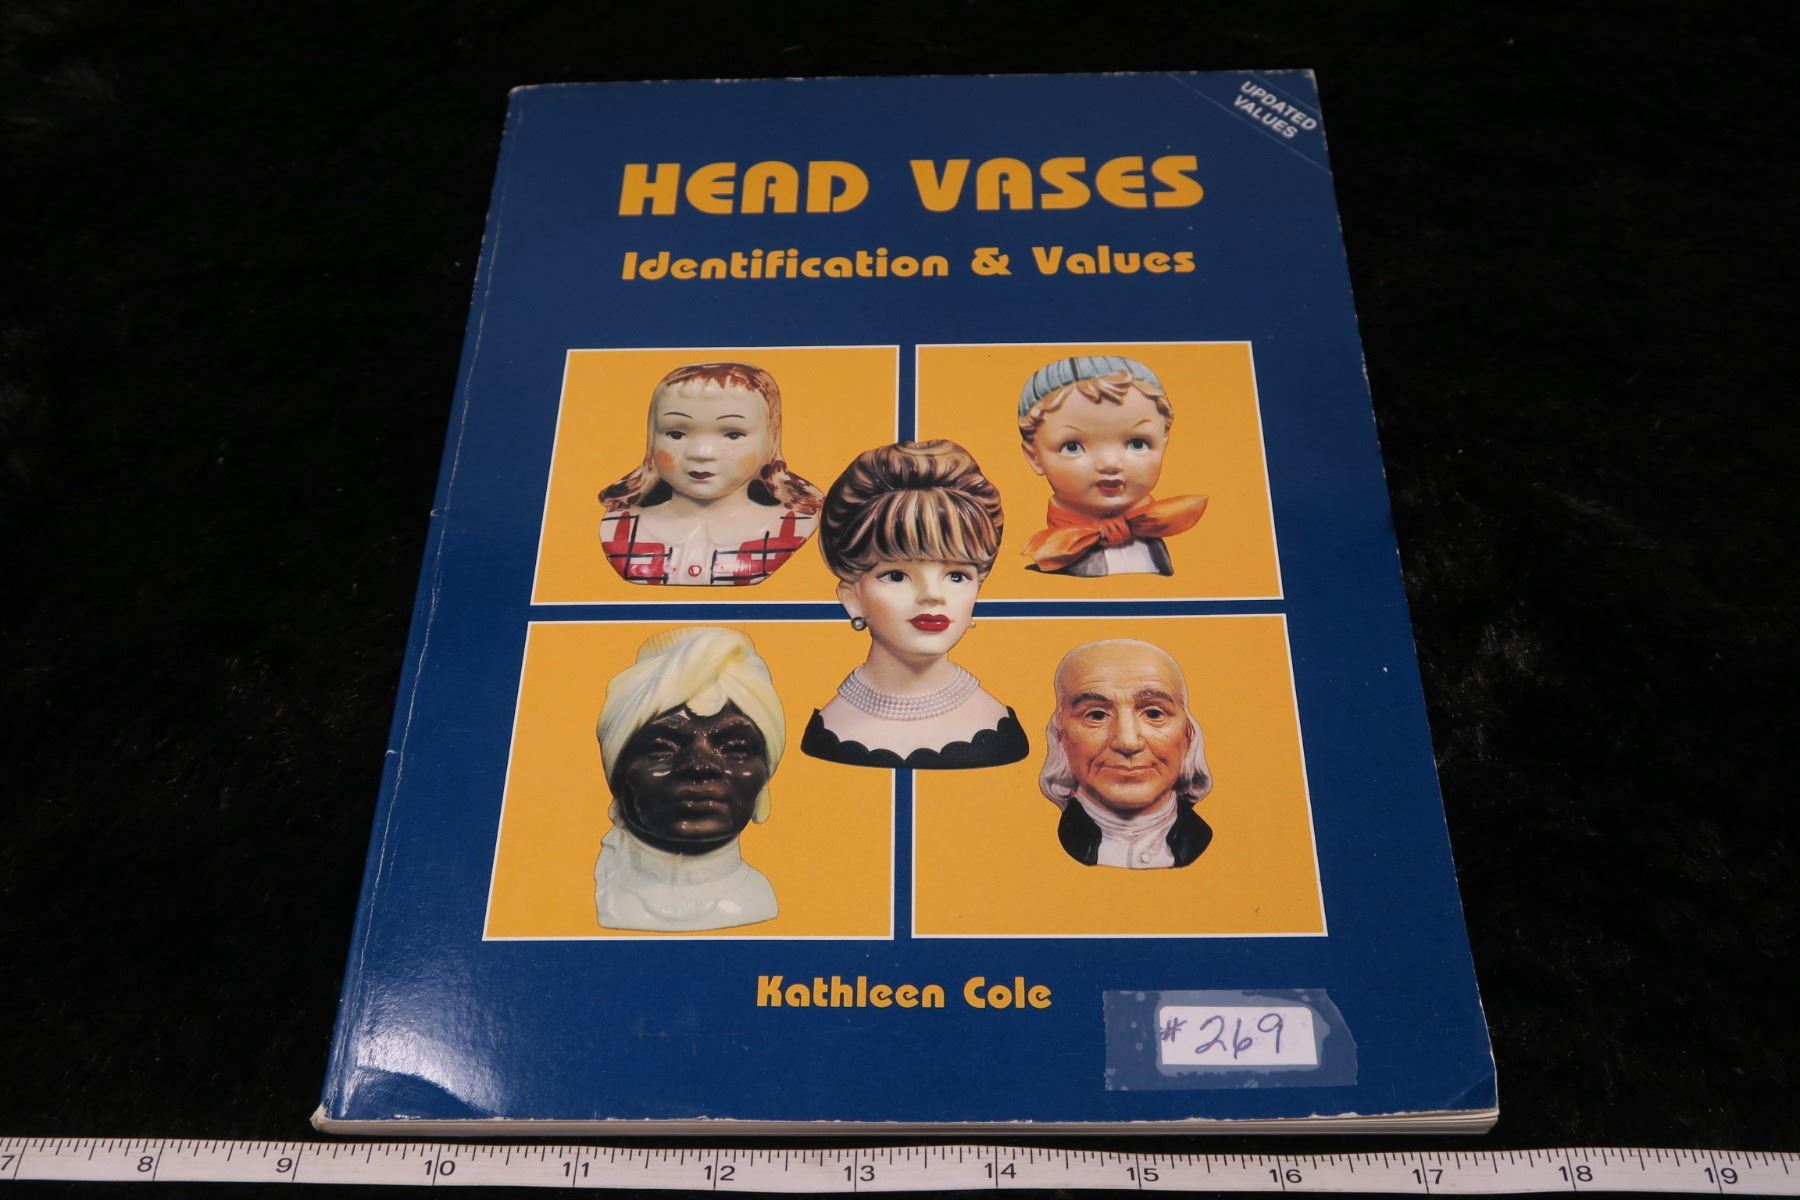 UPDATED
VALUES
HEAD VASES
Identification & Values
Kathleen Cole
# 269
7 8 9 10 11 12 13 14 15 16 17 18 19